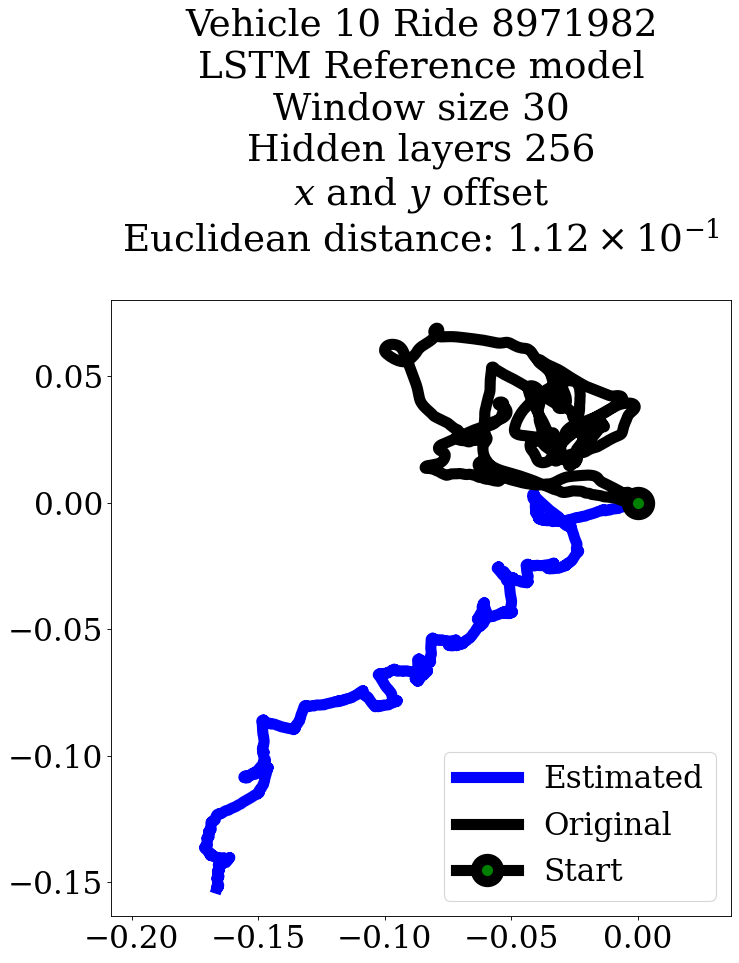 Vehicle 10 Ride 8971982
LSTM Reference model
Window size 30
Hidden layers 256
x and y offset
Euclidean distance: 1.12 × 10⁻¹
0.05
0.00
−0.05
−0.10
−0.15
Estimated
Original
Start
−0.20 −0.15 −0.10 −0.05 0.00